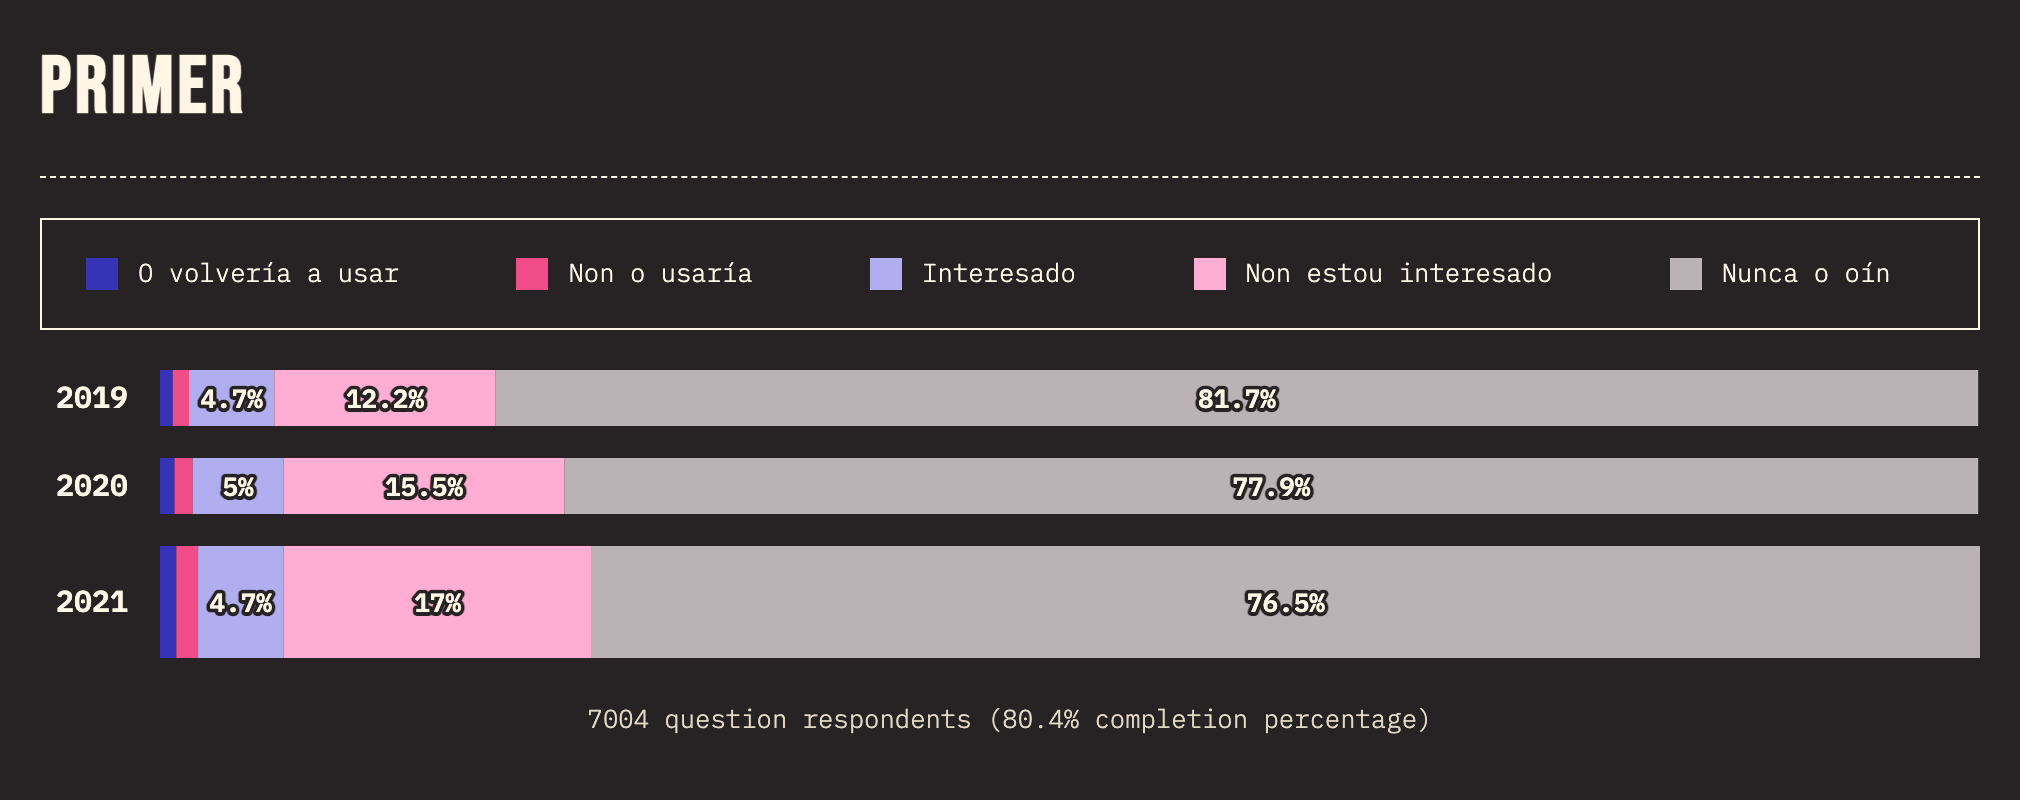 PRIMER
O volvería a usar Non o usaría Interesado Non estou interesado Nunca o oín
2019 4.7% 12.2% 81.7%
2020 5% 15.5% 77.9%
2021 4.7% 17% 76.5%
7004 question respondents (80.4% completion percentage)